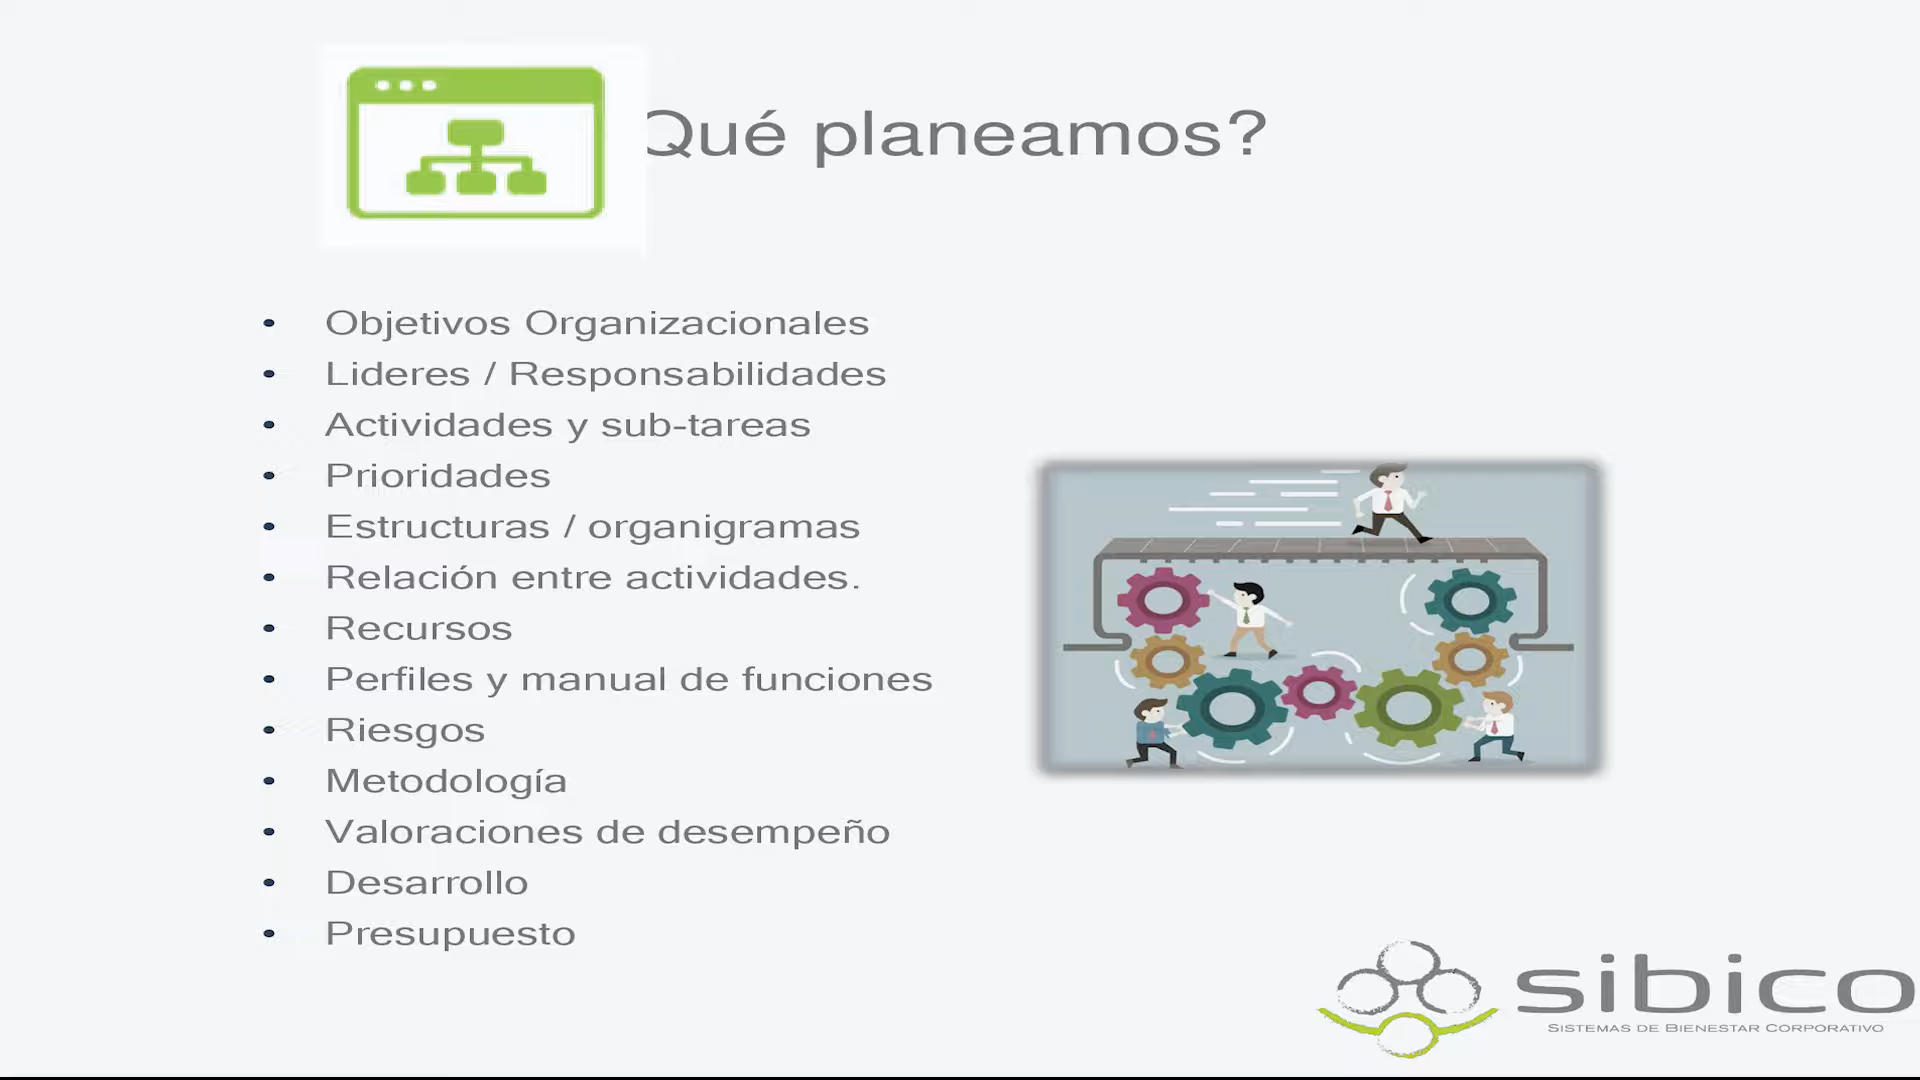 Qué planeamos?
• Objetivos Organizacionales
• Lideres / Responsabilidades
• Actividades y sub-tareas
• Prioridades
• Estructuras / organigramas
• Relación entre actividades.
• Recursos
• Perfiles y manual de funciones
• Riesgos
• Metodología
• Valoraciones de desempeño
• Desarrollo
• Presupuesto
sibico
SISTEMAS DE BIENESTAR CORPORATIVO